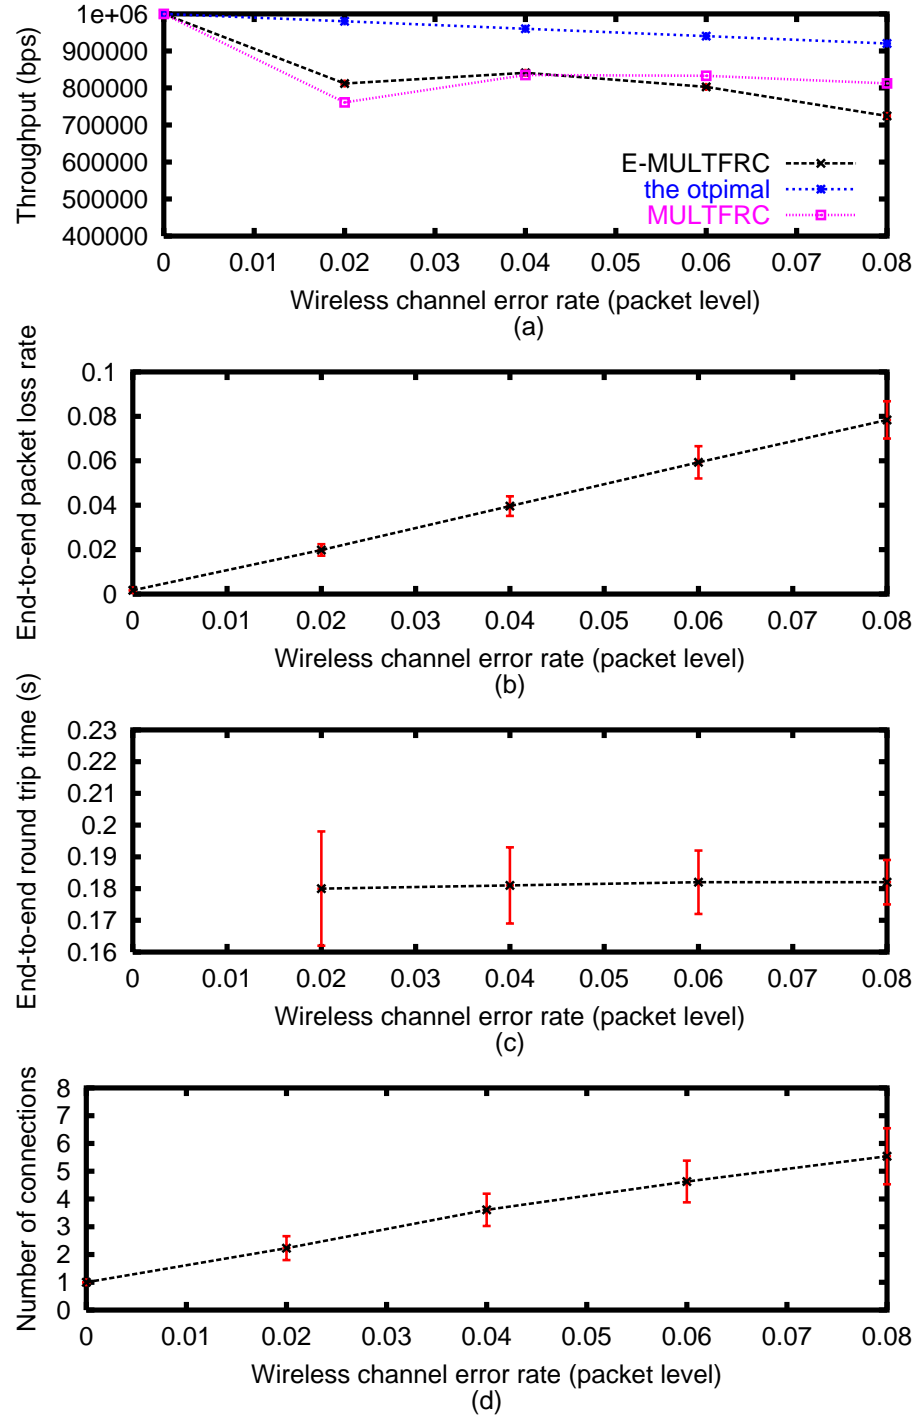 Throughput (bps)
1e+06
900000
800000
700000
600000
500000
400000
E-MULTFRC
the otpimal
MULTFRC
0 0.01 0.02 0.03 0.04 0.05 0.06 0.07 0.08
Wireless channel error rate (packet level)
(a)
End-to-end packet loss rate
0.1
0.08
0.06
0.04
0.02
0
0 0.01 0.02 0.03 0.04 0.05 0.06 0.07 0.08
Wireless channel error rate (packet level)
(b)
End-to-end round trip time (s)
0.23
0.22
0.21
0.2
0.19
0.18
0.17
0.16
0 0.01 0.02 0.03 0.04 0.05 0.06 0.07 0.08
Wireless channel error rate (packet level)
(c)
Number of connections
8
7
6
5
4
3
2
1
0
0 0.01 0.02 0.03 0.04 0.05 0.06 0.07 0.08
Wireless channel error rate (packet level)
(d)